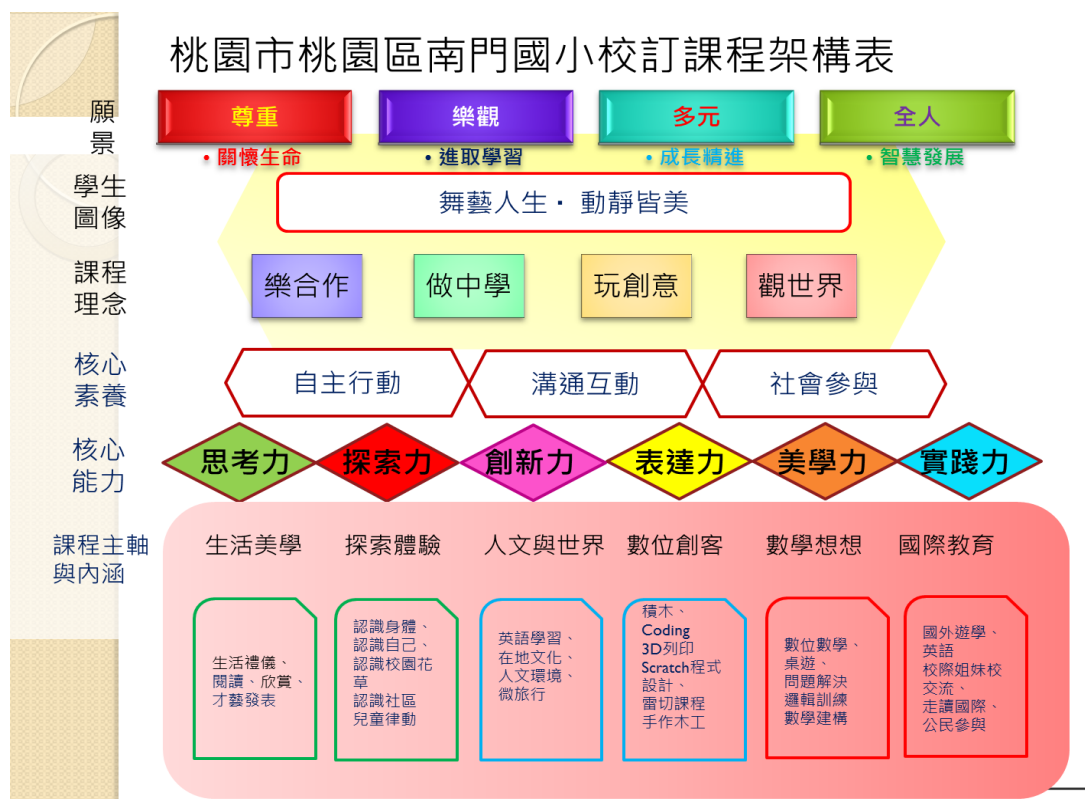 桃園市桃園區南門國小校訂課程架構表
願
景
尊重
樂觀
多元
全人
•關懷生命
•進取學習
•成長精進
•智慧發展
學生
圖像
舞藝人生· 動靜皆美
課程
理念
樂合作
做中學
玩創意
觀世界
核心
素養
自主行動
溝通互動
社會參與
核心
能力
思考力
探索力
創新力
表達力
美學力
實踐力
課程主軸
與內涵
生活美學
探索體驗
人文與世界
數位創客
數學想想
國際教育
生活禮儀、
閱讀、欣賞、
才藝發表
認識身體、
認識自己、
認識校園花
草
認識社區
兒童律動
英語學習、
在地文化、
人文環境、
微旅行
積木、
Coding
3D列印
Scratch程式
設計、
雷切課程
手作木工
數位數學、
桌遊、
問題解決
邏輯訓練
數學建構
國外遊學、
英語
校際姐妹校
交流、
走讀國際、
公民參與